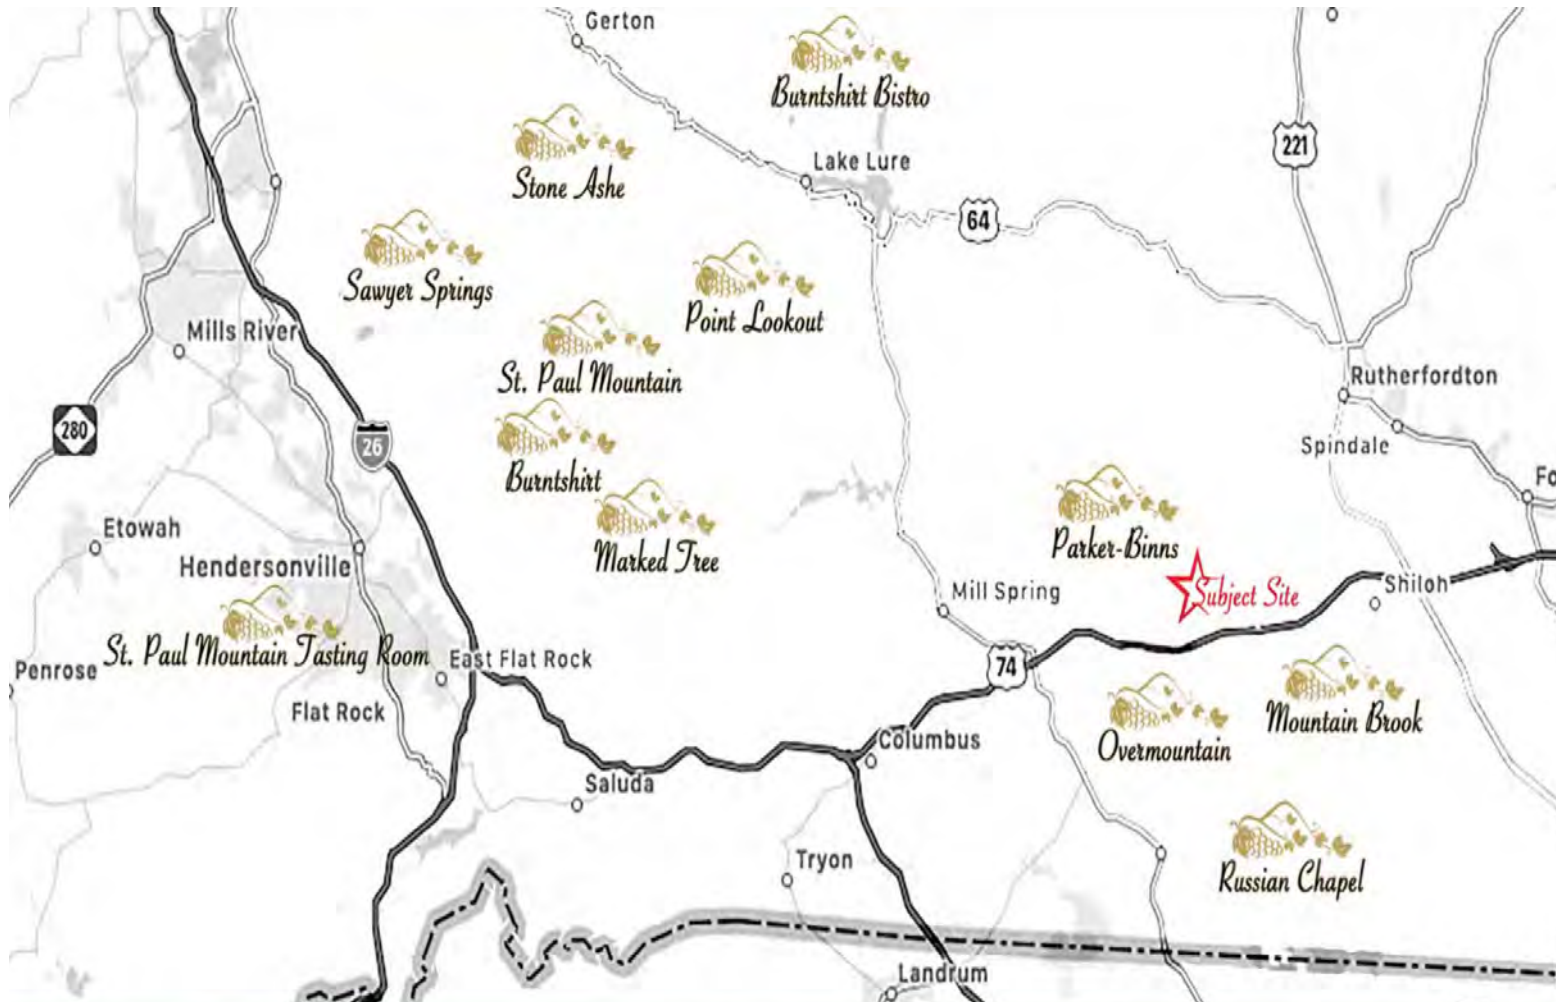 Gerton
Burntshirt Bistro
221
Lake Lure
Stone Ashe
64
Sawyer Springs
Point Lookout
Mills River
St. Paul Mountain
Rutherfordton
280
26
Spindale
Burntshirt
Fo
Etowah
Parker-Binns
Marked Tree
Hendersonville
Mill Spring
Subject Site
Shiloh
St. Paul Mountain Tasting Room
East Flat Rock
Penrose
74
Flat Rock
Mountain Brook
Columbus
Overmountain
Saluda
Tryon
Russian Chapel
Landrum